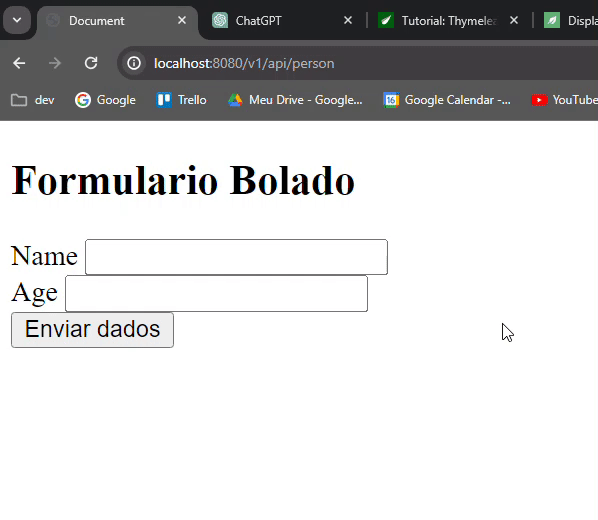 Document ChatGPT Tutorial: Thymelea Displa
localhost:8080/v1/api/person
dev Google Trello Meu Drive - Google... 16 Google Calendar -... YouTube
Formulario Bolado
Name
Age
Enviar dados